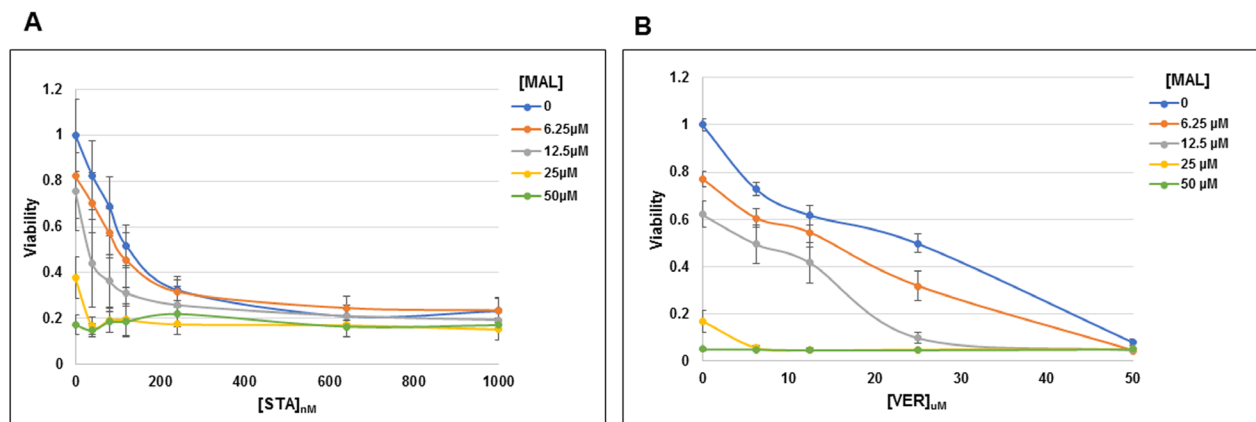 A
B
[MAL]
0
6.25µM
12.5µM
25µM
50µM
1.2
1
0.8
0.6
0.4
0.2
0
Viability
0
200
400
600
800
1000
[STA]nM
[MAL]
0
6.25 µM
12.5 µM
25 µM
50 µM
1.2
1
0.8
0.6
0.4
0.2
0
Viability
0
10
20
30
40
50
[VER]uM